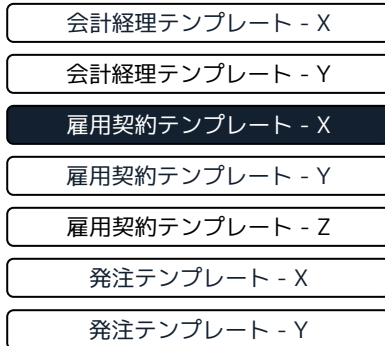 会計経理テンプレート - X
会計経理テンプレート - Y
雇用契約テンプレート - X
雇用契約テンプレート - Y
雇用契約テンプレート - Z
発注テンプレート - X
発注テンプレート - Y